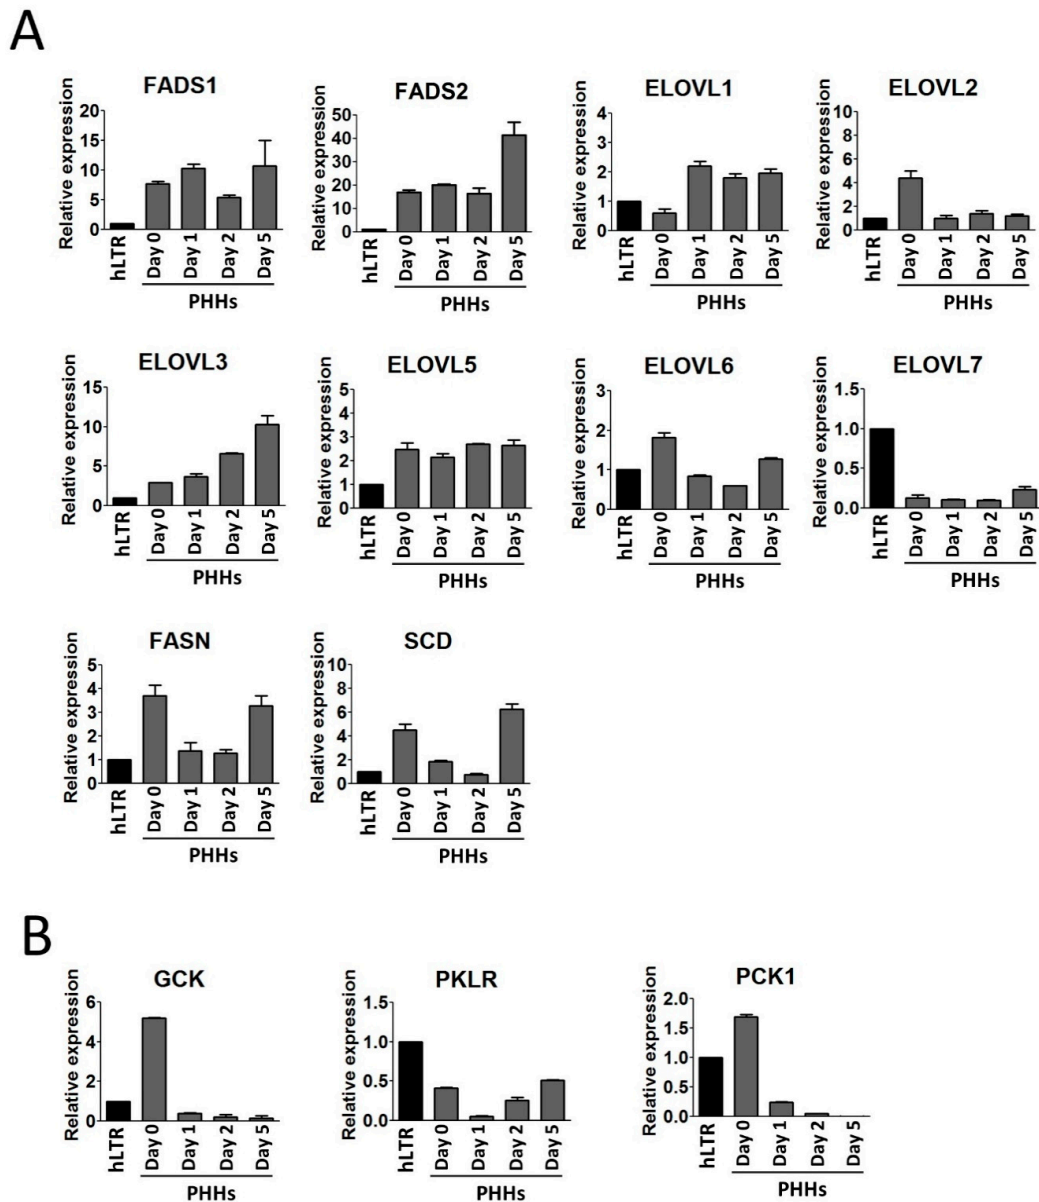 A
FADS1
Relative expression
20
15
10
5
0
hLTR
Day 0
Day 1
Day 2
Day 5
PHHs
FADS2
Relative expression
50
40
30
20
10
0
hLTR
Day 0
Day 1
Day 2
Day 5
PHHs
ELOVL1
Relative expression
4
3
2
1
0
hLTR
Day 0
Day 1
Day 2
Day 5
PHHs
ELOVL2
Relative expression
10
8
6
4
2
0
hLTR
Day 0
Day 1
Day 2
Day 5
PHHs
ELOVL3
Relative expression
15
10
5
0
hLTR
Day 0
Day 1
Day 2
Day 5
PHHs
ELOVL5
Relative expression
5
4
3
2
1
0
hLTR
Day 0
Day 1
Day 2
Day 5
PHHs
ELOVL6
Relative expression
3
2
1
0
hLTR
Day 0
Day 1
Day 2
Day 5
PHHs
ELOVL7
Relative expression
1.5
1.0
0.5
0.0
hLTR
Day 0
Day 1
Day 2
Day 5
PHHs
FASN
Relative expression
5
4
3
2
1
0
hLTR
Day 0
Day 1
Day 2
Day 5
PHHs
SCD
Relative expression
10
8
6
4
2
0
hLTR
Day 0
Day 1
Day 2
Day 5
PHHs
B
GCK
Relative expression
6
4
2
0
hLTR
Day 0
Day 1
Day 2
Day 5
PHHs
PKLR
Relative expression
1.5
1.0
0.5
0.0
hLTR
Day 0
Day 1
Day 2
Day 5
PHHs
PCK1
Relative expression
2.0
1.5
1.0
0.5
0.0
hLTR
Day 0
Day 1
Day 2
Day 5
PHHs